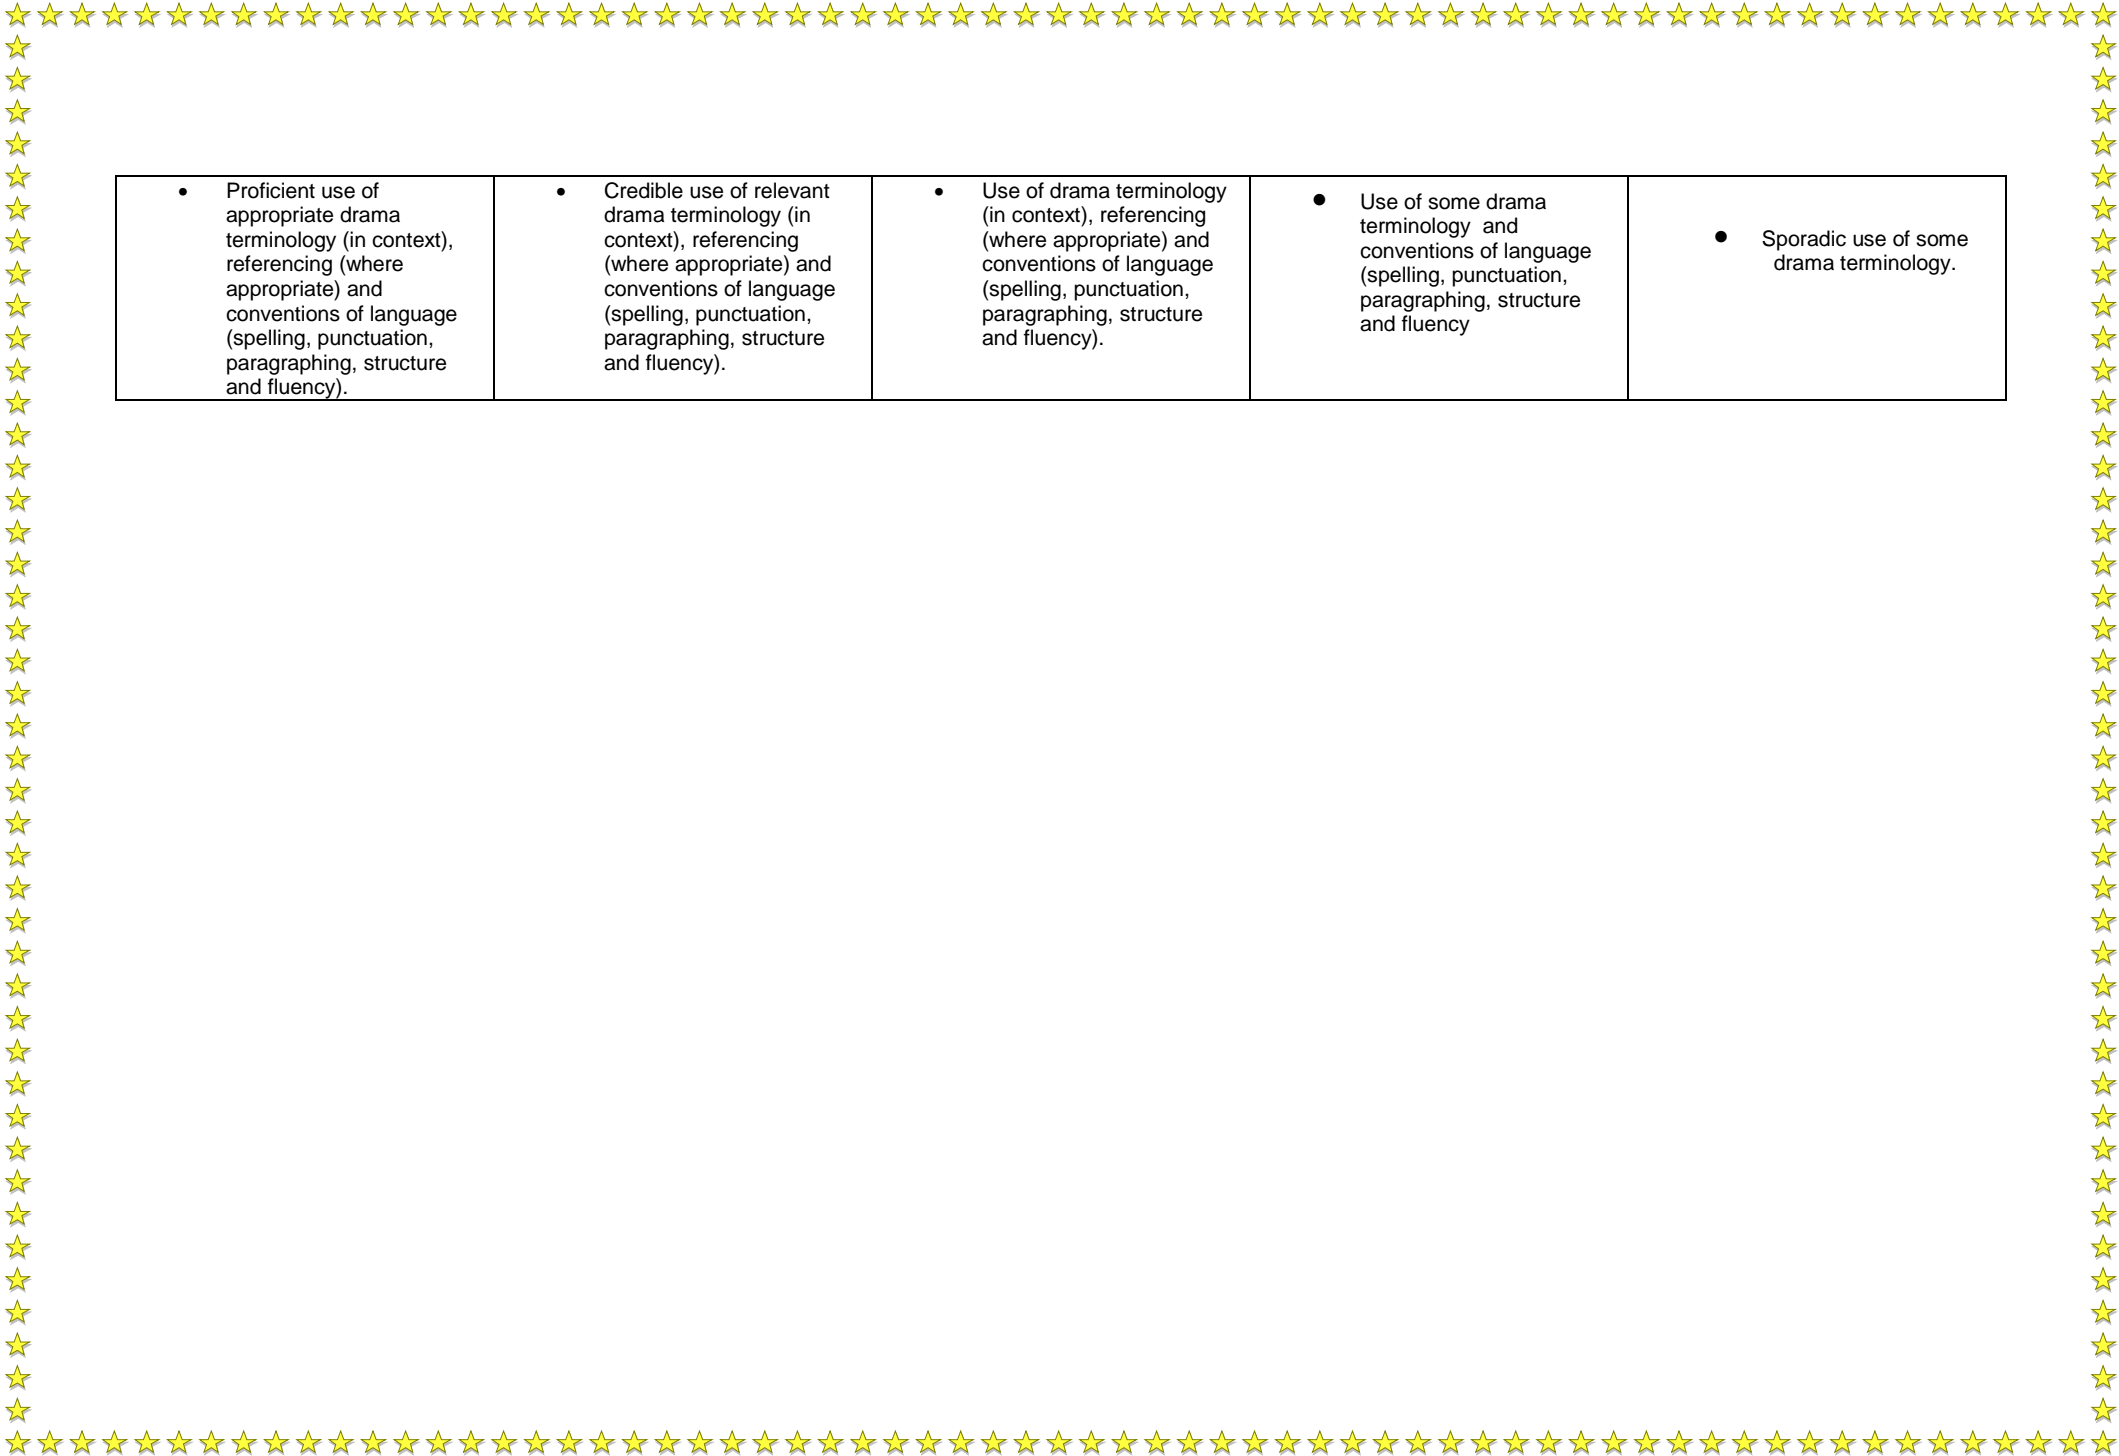 • Proficient use of
appropriate drama
terminology (in context),
referencing (where
appropriate) and
conventions of language
(spelling, punctuation,
paragraphing, structure
and fluency).
• Credible use of relevant
drama terminology (in
context), referencing
(where appropriate) and
conventions of language
(spelling, punctuation,
paragraphing, structure
and fluency).
• Use of drama terminology
(in context), referencing
(where appropriate) and
conventions of language
(spelling, punctuation,
paragraphing, structure
and fluency).
• Use of some drama
terminology  and
conventions of language
(spelling, punctuation,
paragraphing, structure
and fluency
• Sporadic use of some
drama terminology.